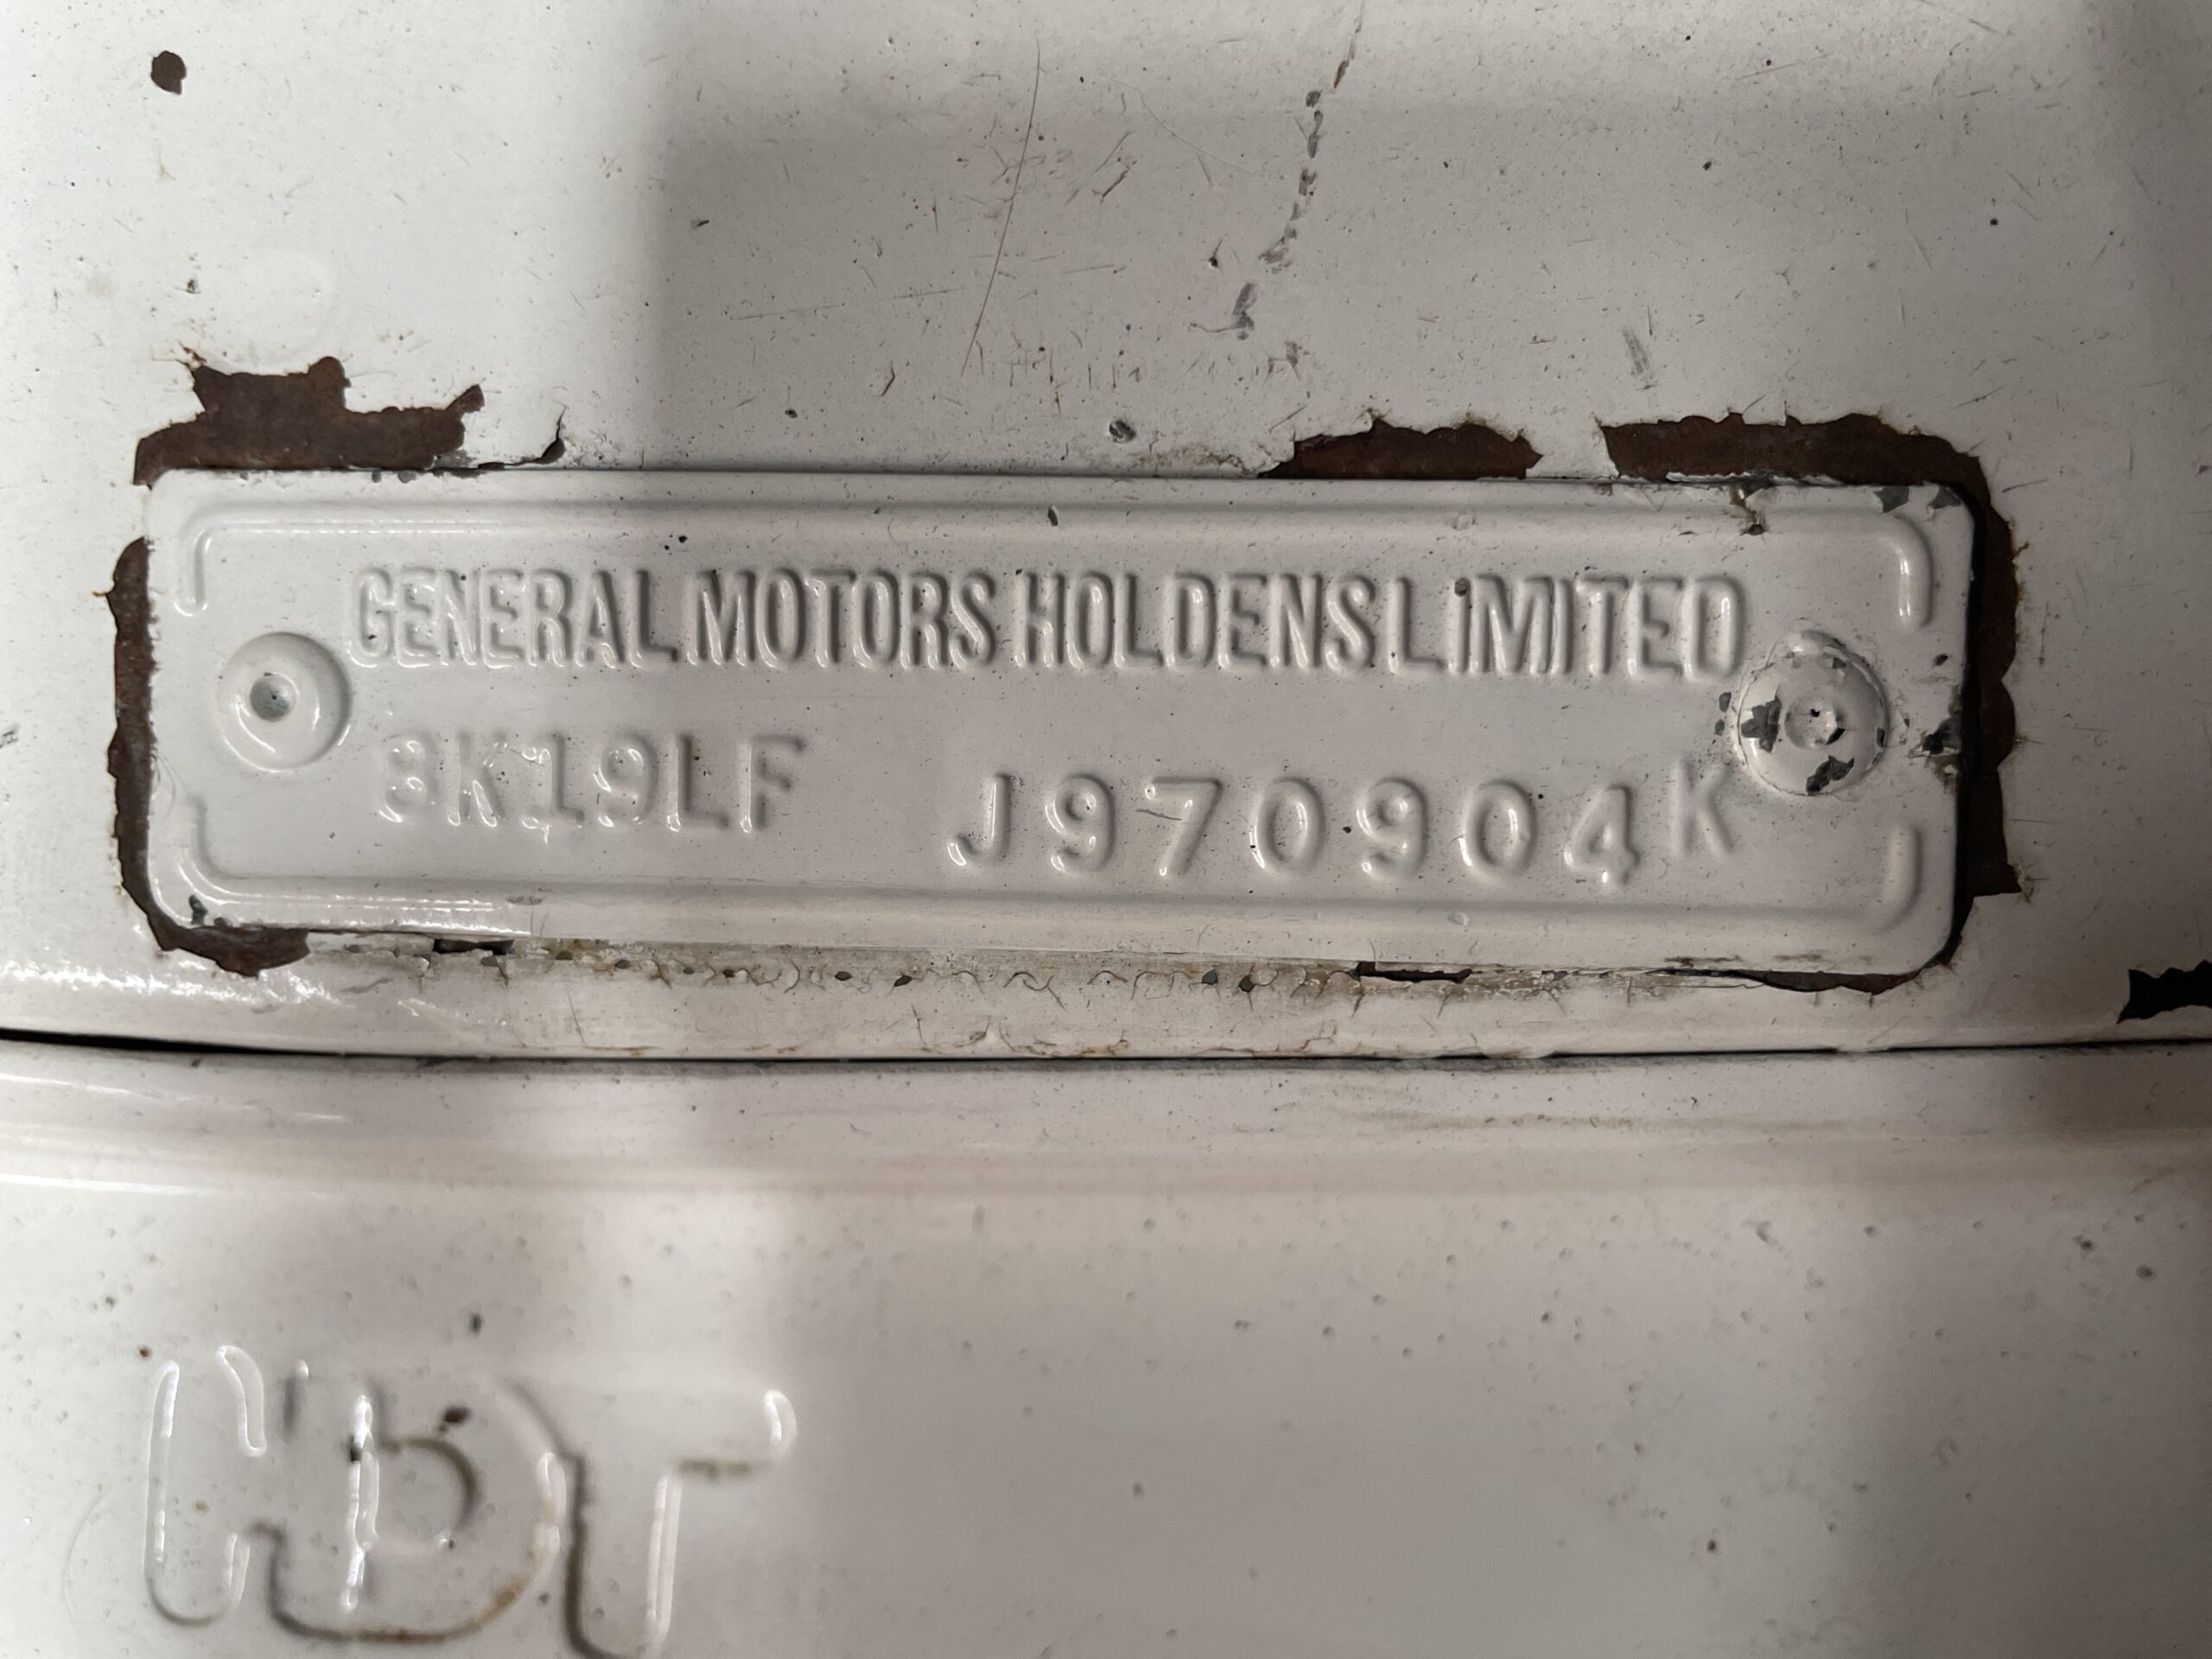 GENERAL MOTORS HOLDENS LIMITED
8K19LF J970904K
HDT